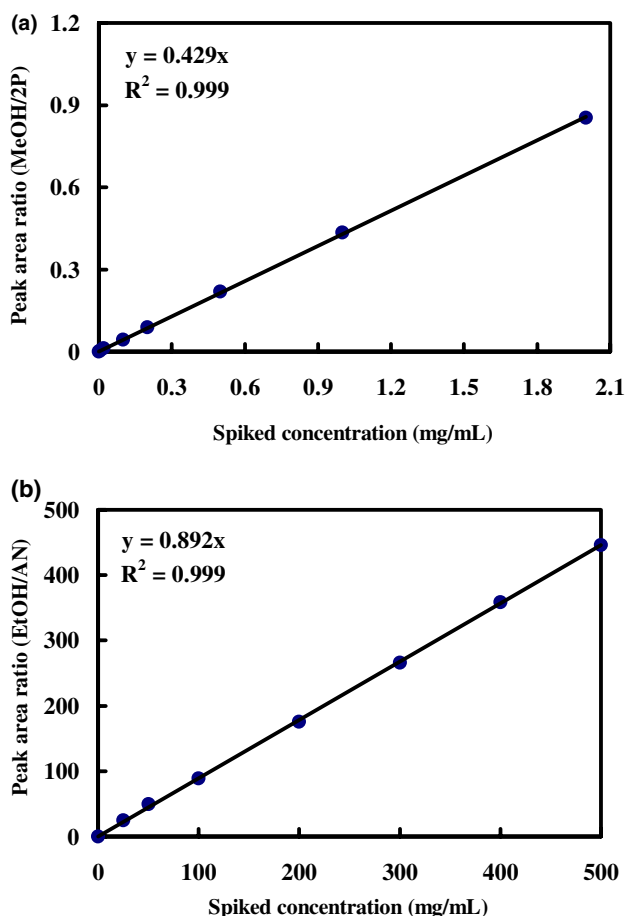 (a)
1.2
y = 0.429x
R² = 0.999
0.9
0.6
0.3
0
Peak area ratio (MeOH/2P)
0 0.3 0.6 0.9 1.2 1.5 1.8 2.1
Spiked concentration (mg/mL)
(b)
500
y = 0.892x
R² = 0.999
400
300
200
100
0
Peak area ratio (EtOH/AN)
0 100 200 300 400 500
Spiked concentration (mg/mL)